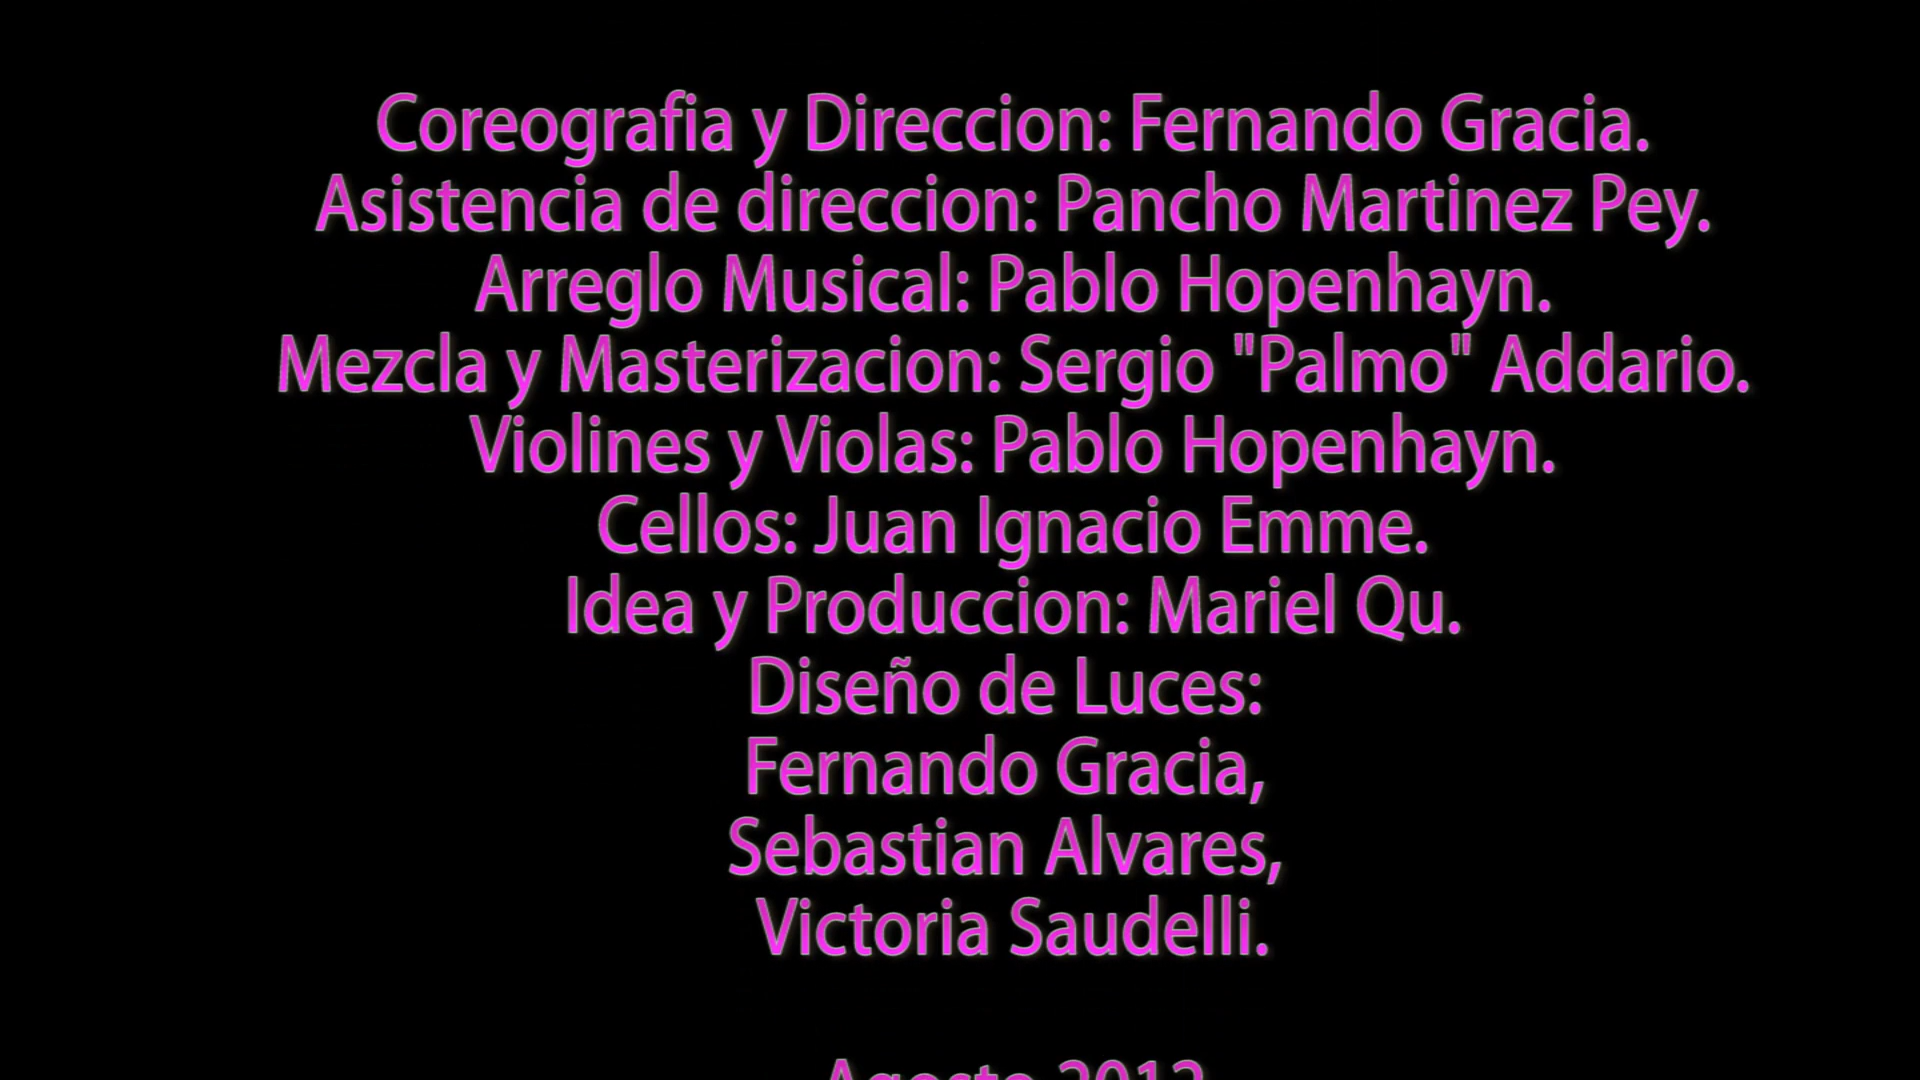 Coreografia y Direccion: Fernando Gracia.
Asistencia de direccion: Pancho Martinez Pey.
Arreglo Musical: Pablo Hopenhayn.
Mezcla y Masterizacion: Sergio "Palmo" Addario.
Violines y Violas: Pablo Hopenhayn.
Cellos: Juan Ignacio Emme.
Idea y Produccion: Mariel Qu.
Diseño de Luces:
Fernando Gracia,
Sebastian Alvares,
Victoria Saudelli.
Agosto